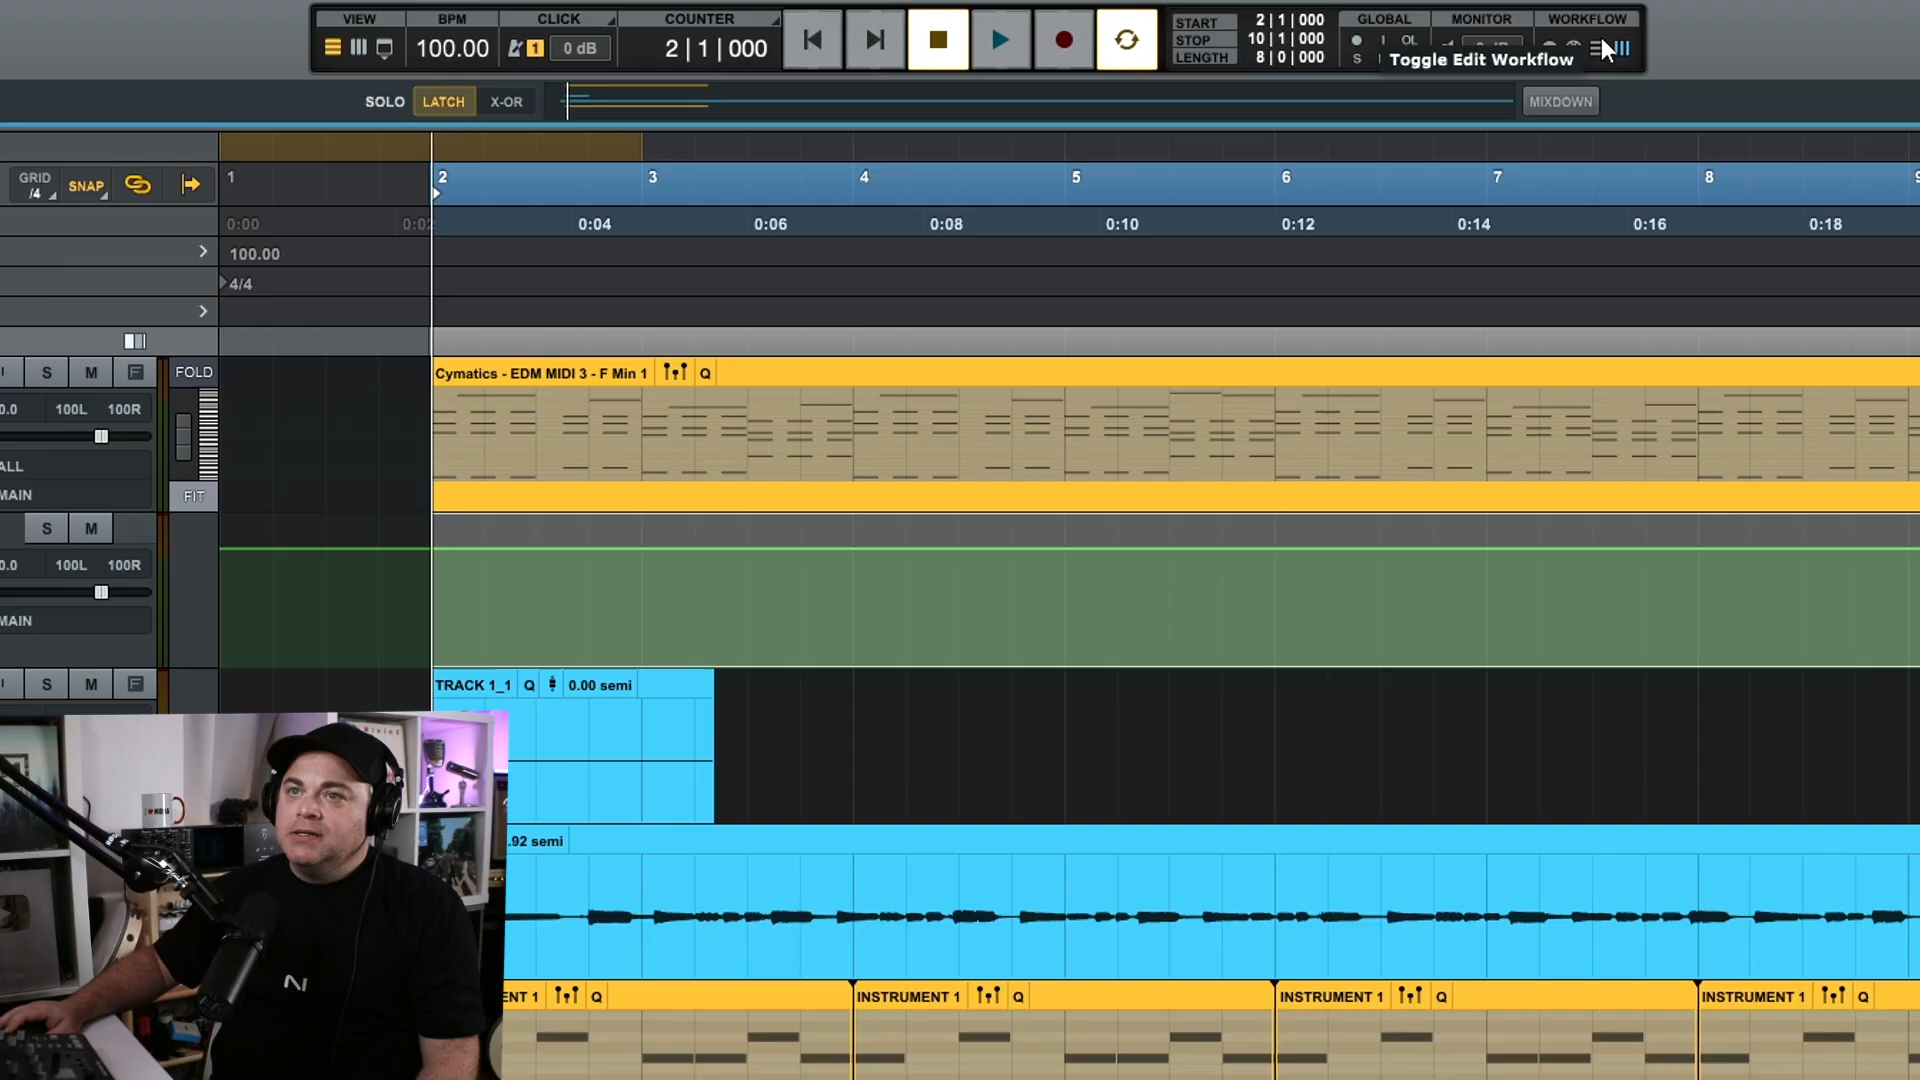 VIEW BPM CLICK COUNTER
100.00 1 0 dB 2|1|000
START 2|1|000
STOP 10|1|000
LENGTH 8|0|000
GLOBAL MONITOR WORKFLOW
I OL
S
Toggle Edit Workflow
SOLO LATCH X-OR MIXDOWN
GRID /4 SNAP
1 2 3 4 5 6 7 8
0:00 0:04 0:06 0:08 0:10 0:12 0:14 0:16 0:18
100.00
4/4
I S M F FOLD
Cymatics - EDM MIDI 3 - F Min 1 Q
0.0 100L 100R
ALL
MAIN FIT
S M
0.0 100L 100R
MAIN
I S M F
TRACK 1_1 Q 0.00 semi
.92 semi
ENT 1 Q INSTRUMENT 1 Q INSTRUMENT 1 Q INSTRUMENT 1 Q